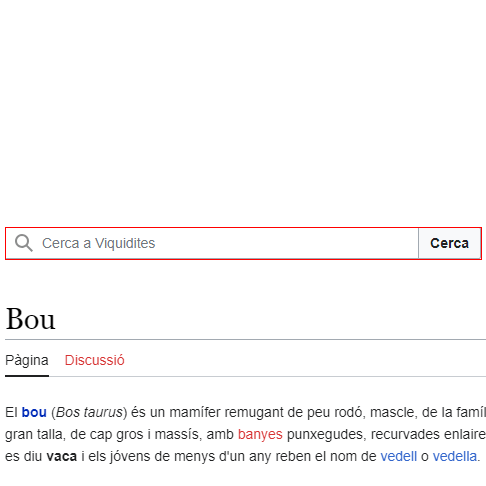 Cerca a Viquidites
Cerca
Bou
Pàgina Discussió
El bou (Bos taurus) és un mamífer remugant de peu rodó, mascle, de la famíl
gran talla, de cap gros i massís, amb banyes punxegudes, recurvades enlaire
es diu vaca i els jóvens de menys d'un any reben el nom de vedell o vedella.